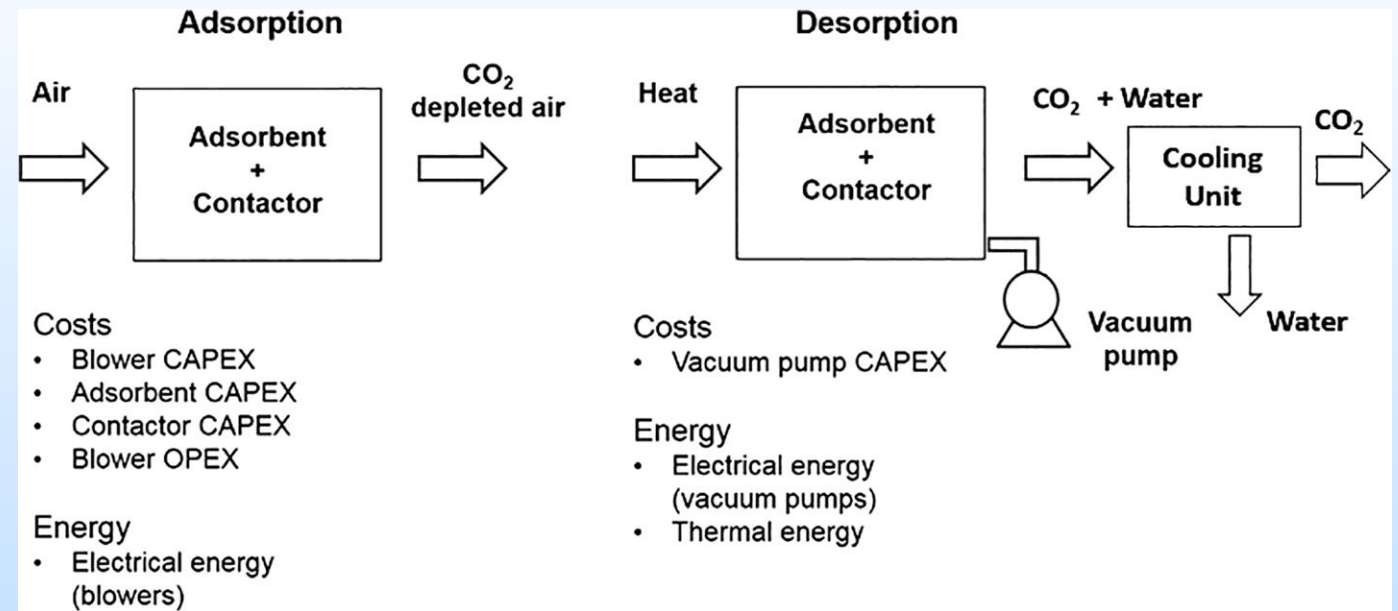 Adsorption
Air
Adsorbent
+
Contactor
CO₂
depleted air
Costs
• Blower CAPEX
• Adsorbent CAPEX
• Contactor CAPEX
• Blower OPEX
Energy
• Electrical energy
(blowers)
Desorption
Heat
Adsorbent
+
Contactor
CO₂ + Water
Cooling
Unit
CO₂
Vacuum
pump
Water
Costs
• Vacuum pump CAPEX
Energy
• Electrical energy
(vacuum pumps)
• Thermal energy